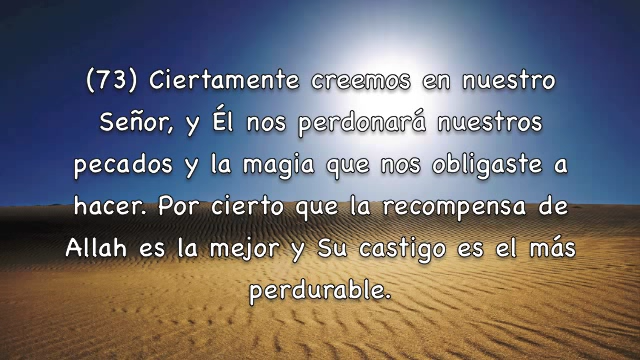 (73) Ciertamente creemos en nuestro
Señor, y Él nos perdonará nuestros
pecados y la magia que nos obligaste a
hacer. Por cierto que la recompensa de
Allah es la mejor y Su castigo es el más
perdurable.